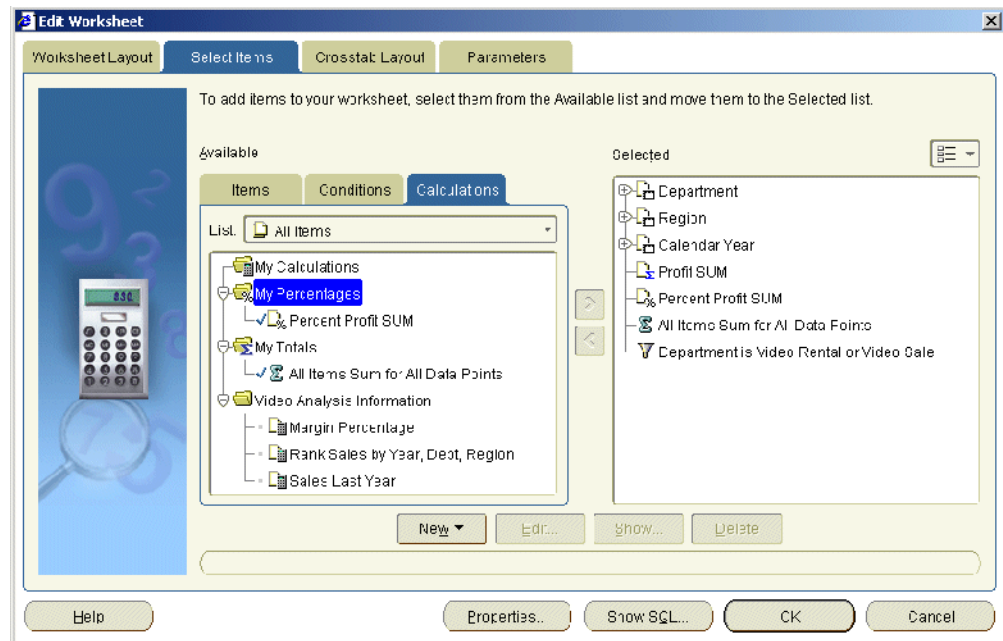 Edit Worksheet
Worksheet Layout Select Items Crosstab Layout Parameters
To add items to your worksheet, select them from the Available list and move them to the Selected list.
Available
Selected
Items Conditions Calculations
List: All Items
My Calculations
My Percentages
Percent Profit SUM
My Totals
All Items Sum for All Data Points
Video Analysis Information
Margin Percentage
Rank Sales by Year, Dept, Region
Sales Last Year
Department
Region
Calendar Year
Profit SUM
Percent Profit SUM
All Items Sum for All Data Points
Department is Video Rental or Video Sale
New Edit... Show... Delete
Help Properties... Show SQL... OK Cancel